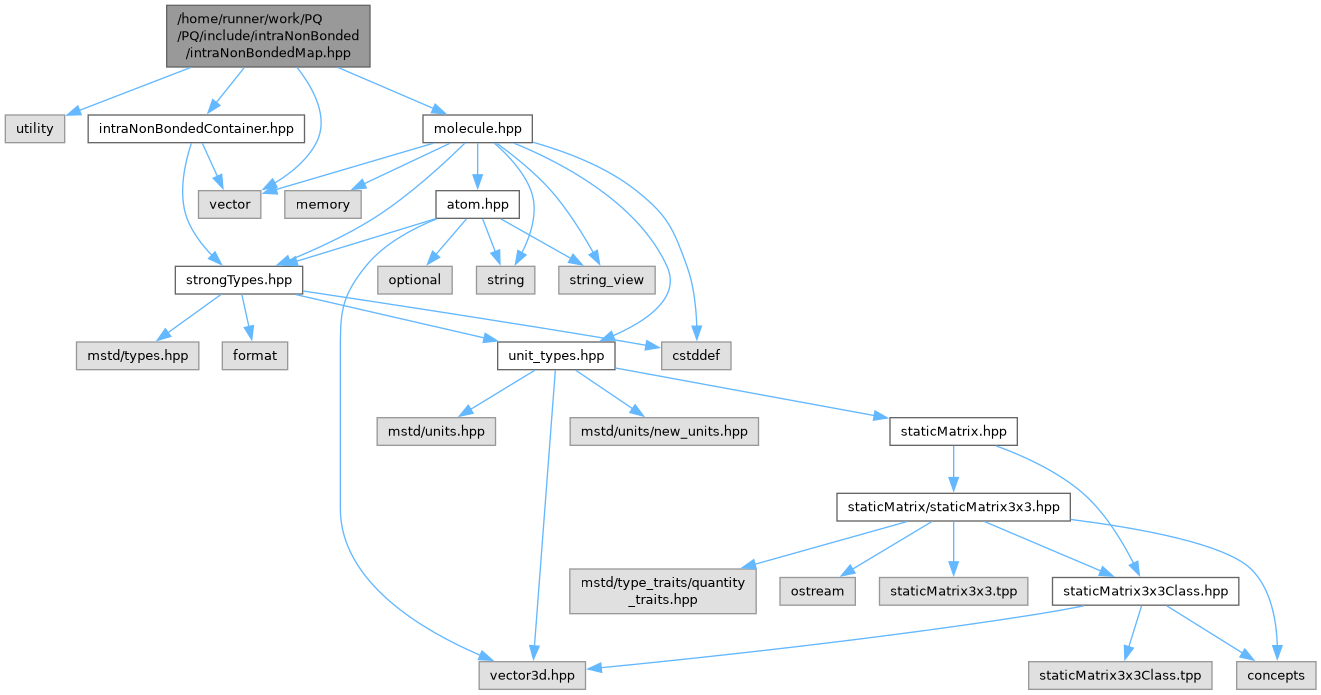 /home/runner/work/PQ
/PQ/include/intraNonBonded
/intraNonBondedMap.hpp
utility
intraNonBondedContainer.hpp
molecule.hpp
vector
memory
atom.hpp
strongTypes.hpp
optional
string
string_view
mstd/types.hpp
format
unit_types.hpp
cstddef
mstd/units.hpp
mstd/units/new_units.hpp
staticMatrix.hpp
staticMatrix/staticMatrix3x3.hpp
mstd/type_traits/quantity
_traits.hpp
ostream
staticMatrix3x3.tpp
staticMatrix3x3Class.hpp
vector3d.hpp
staticMatrix3x3Class.tpp
concepts